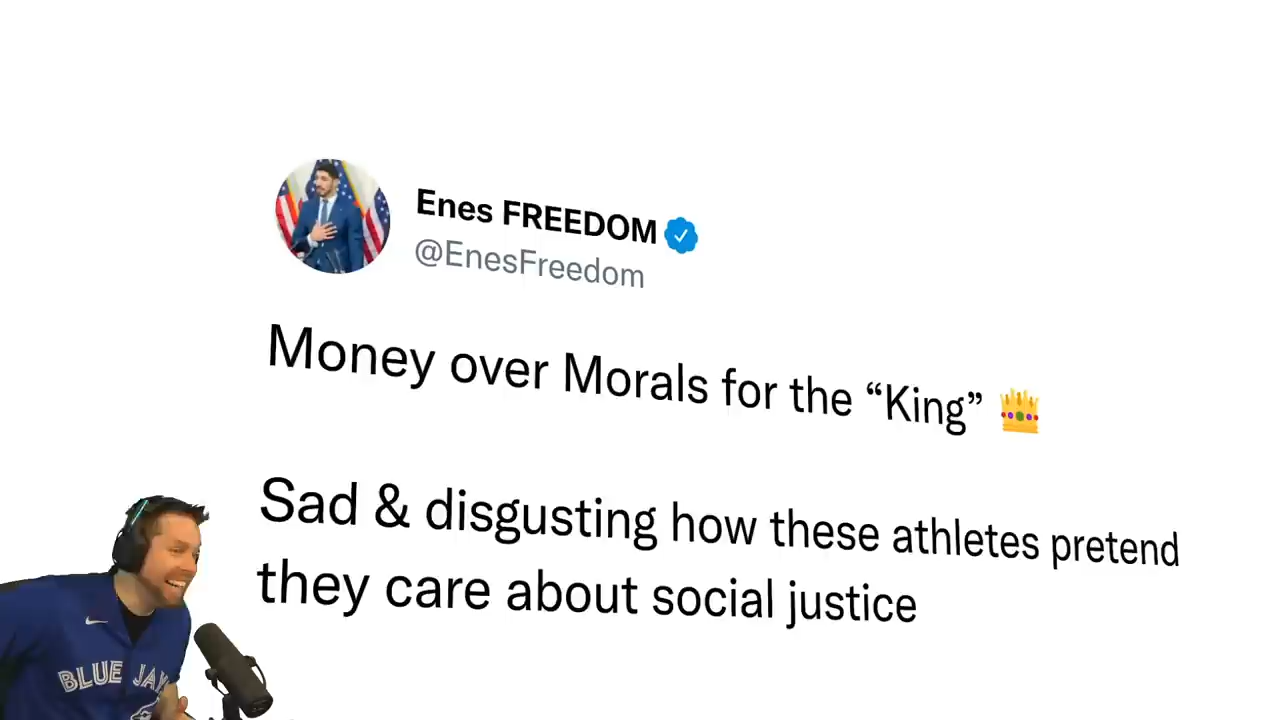 Enes FREEDOM
@EnesFreedom
Money over Morals for the “King” 👑
Sad & disgusting how these athletes pretend
they care about social justice
BLUE JAY